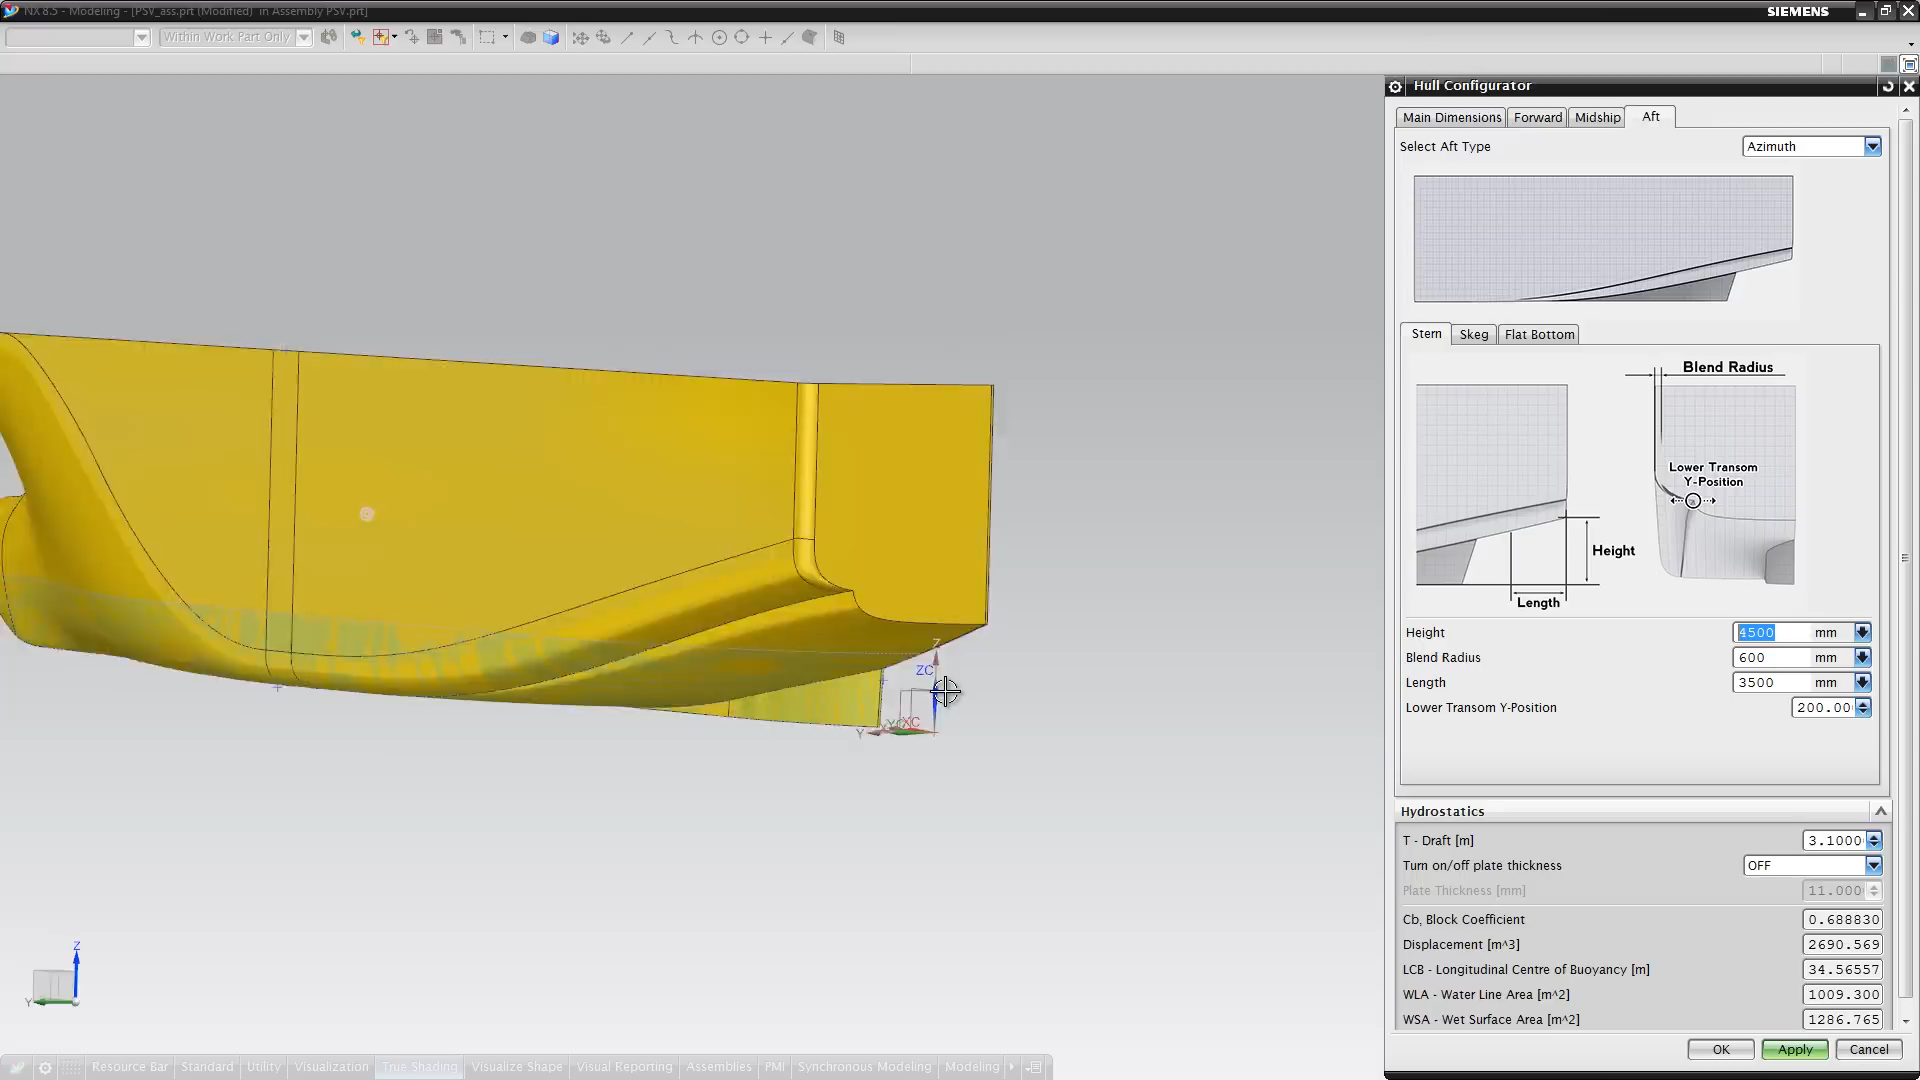 NX 8.5 - Modeling - [PSV_ass.prt (Modified) in Assembly PSV.prt]
SIEMENS
Within Work Part Only
Hull Configurator
Main Dimensions
Forward
Midship
Aft
Select Aft Type
Azimuth
Stern
Skeg
Flat Bottom
Blend Radius
Lower Transom
Y-Position
Height
Length
Height
4500 mm
Blend Radius
600 mm
Length
3500 mm
Lower Transom Y-Position
200.00
Z
ZC
XC
Y
Hydrostatics
T - Draft [m]
3.1000
Turn on/off plate thickness
OFF
Plate Thickness [mm]
11.000
Cb, Block Coefficient
0.688830
Displacement [m^3]
2690.569
LCB - Longitudinal Centre of Buoyancy [m]
34.56557
WLA - Water Line Area [m^2]
1009.300
WSA - Wet Surface Area [m^2]
1286.765
OK
Apply
Cancel
Z
Y
Resource Bar
Standard
Utility
Visualization
True Shading
Visualize Shape
Visual Reporting
Assemblies
PMI
Synchronous Modeling
Modeling